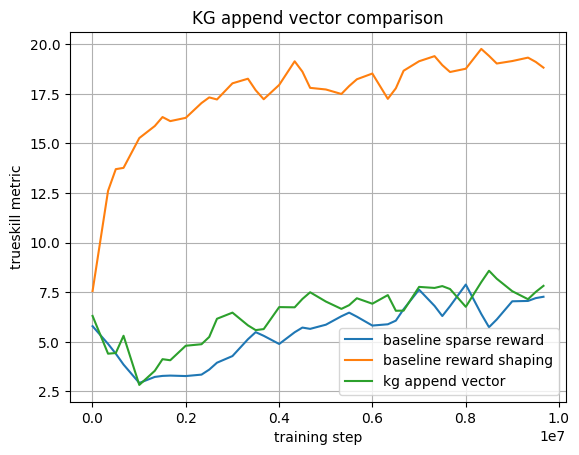 KG append vector comparison
trueskill metric
20.0
17.5
15.0
12.5
10.0
7.5
5.0
2.5
baseline sparse reward
baseline reward shaping
kg append vector
0.0 0.2 0.4 0.6 0.8 1.0
1e7
training step